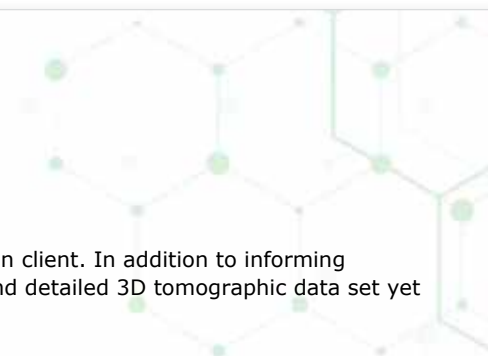 n client. In addition to informing
nd detailed 3D tomographic data set yet